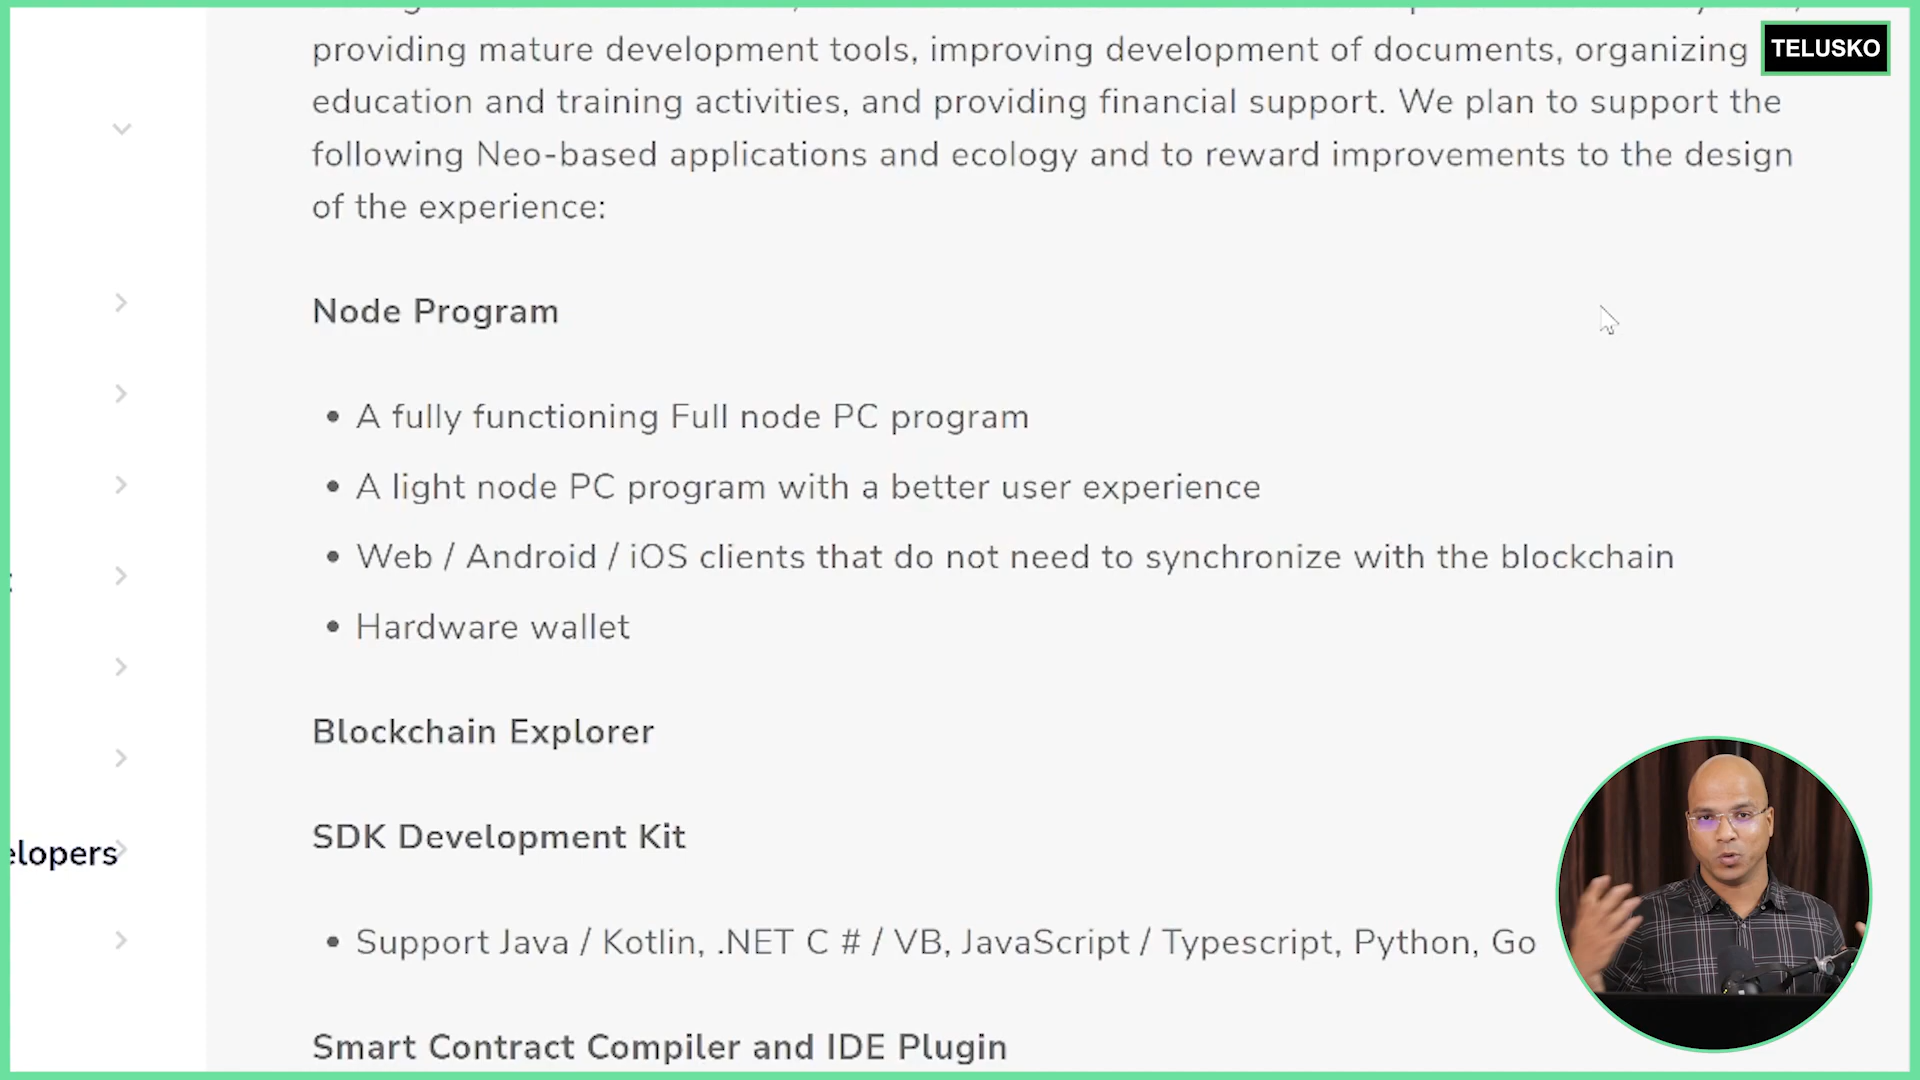 TELUSKO
providing mature development tools, improving development of documents, organizing
education and training activities, and providing financial support. We plan to support the
following Neo-based applications and ecology and to reward improvements to the design
of the experience:
Node Program
• A fully functioning Full node PC program
• A light node PC program with a better user experience
• Web / Android / iOS clients that do not need to synchronize with the blockchain
• Hardware wallet
Blockchain Explorer
SDK Development Kit
elopers
• Support Java / Kotlin, .NET C # / VB, JavaScript / Typescript, Python, Go
Smart Contract Compiler and IDE Plugin